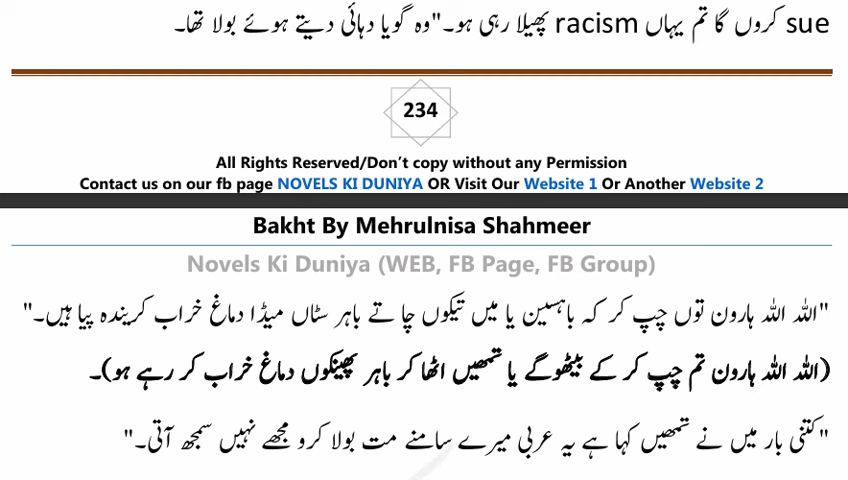 sue کروں گا تم یہاں racism پھیلا رہی ہو۔"وہ گویا دہائی دیتے ہوئے بولا تھا۔
234
All Rights Reserved/Don’t copy without any Permission
Contact us on our fb page NOVELS KI DUNIYA OR Visit Our Website 1 Or Another Website 2
Bakht By Mehrulnisa Shahmeer
Novels Ki Duniya (WEB, FB Page, FB Group)
"اللہ اللہ ہارون توں چپ کر کہ باہسین یا میں تیکوں چا تے باہر سٹاں میڈا دماغ خراب کریندہ پیا ہیں۔"
(اللہ اللہ ہارون تم چپ کر کے بیٹھوگے یا تمھیں اٹھا کر باہر پھینکوں دماغ خراب کر رہے ہو)۔
"کتنی بار میں نے تمھیں کہا ہے یہ عربی میرے سامنے مت بولا کرو مجھے نہیں سمجھ آتی۔"